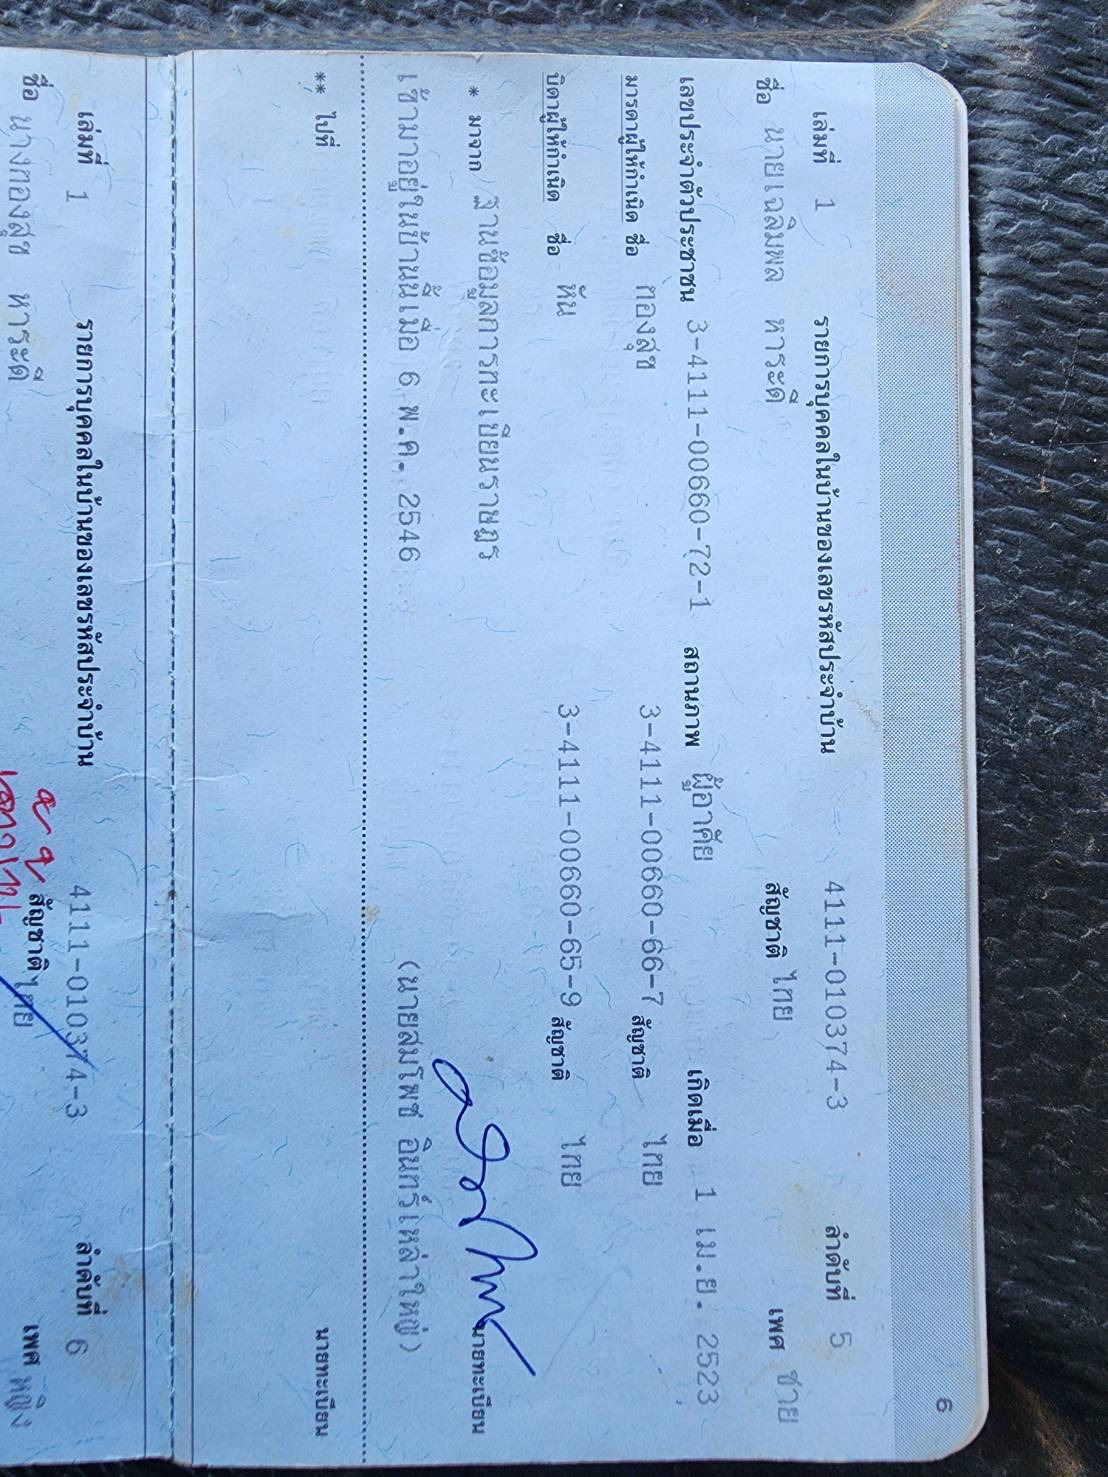 6
เล่มที่ 1 รายการบุคคลในบ้านของเลขรหัสประจำบ้าน 4111-010374-3 ลำดับที่ 5
ชื่อ นายเฉลิมพล หาระดี สัญชาติ ไทย เพศ ชาย
เลขประจำตัวประชาชน 3-4111-00660-72-1 สถานภาพ ผู้อาศัย เกิดเมื่อ 1 เม.ย. 2523
มารดาผู้ให้กำเนิด ชื่อ ทองสุข 3-4111-00660-66-7 สัญชาติ ไทย
บิดาผู้ให้กำเนิด ชื่อ หัน 3-4111-00660-65-9 สัญชาติ ไทย
* มาจาก ฐานข้อมูลการทะเบียนราษฎร นายทะเบียน
เข้ามาอยู่ในบ้านนี้เมื่อ 6 พ.ค. 2546 (นายสมโพช อินทร์เหล่าใหญ่)
** ไปที่ นายทะเบียน
เล่มที่ 1 รายการบุคคลในบ้านของเลขรหัสประจำบ้าน 4111-010374-3 ลำดับที่ 6
ชื่อ นางทองสุข หาระดี สัญชาติ ไทย เพศ หญิง